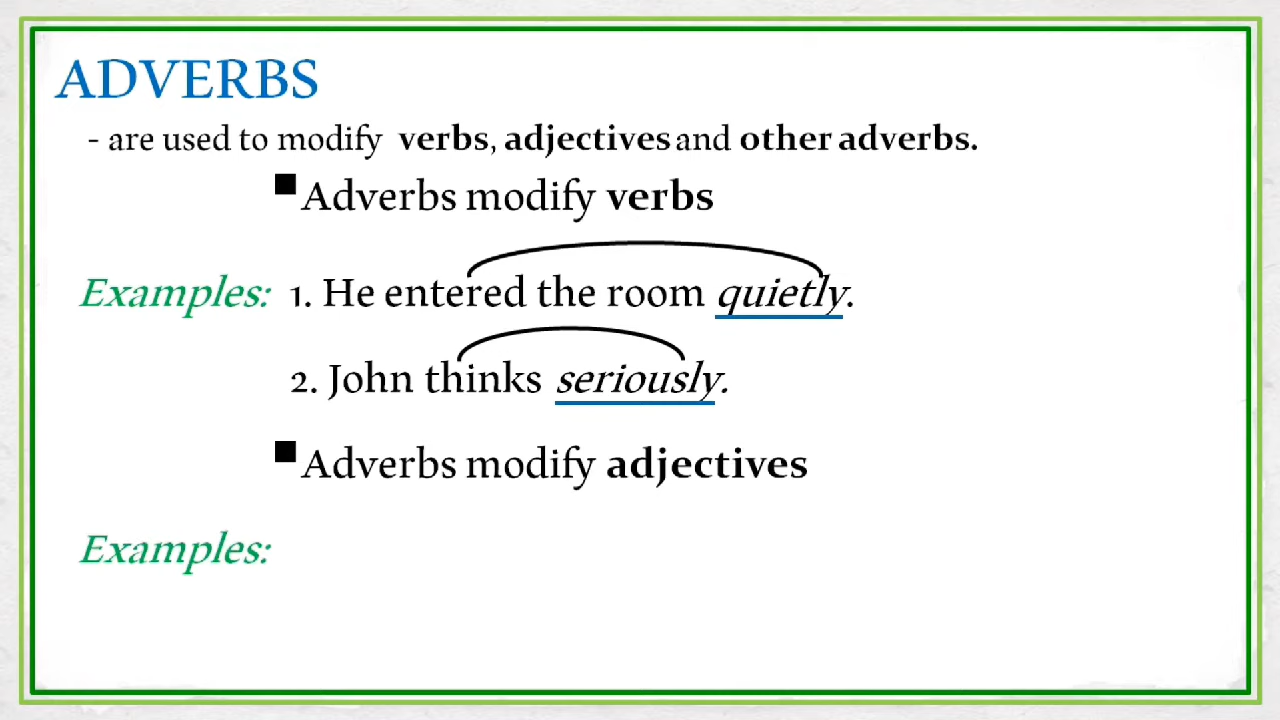 ADVERBS
- are used to modify verbs, adjectives and other adverbs.
▪Adverbs modify verbs
Examples: 1. He entered the room quietly.
2. John thinks seriously.
▪Adverbs modify adjectives
Examples: